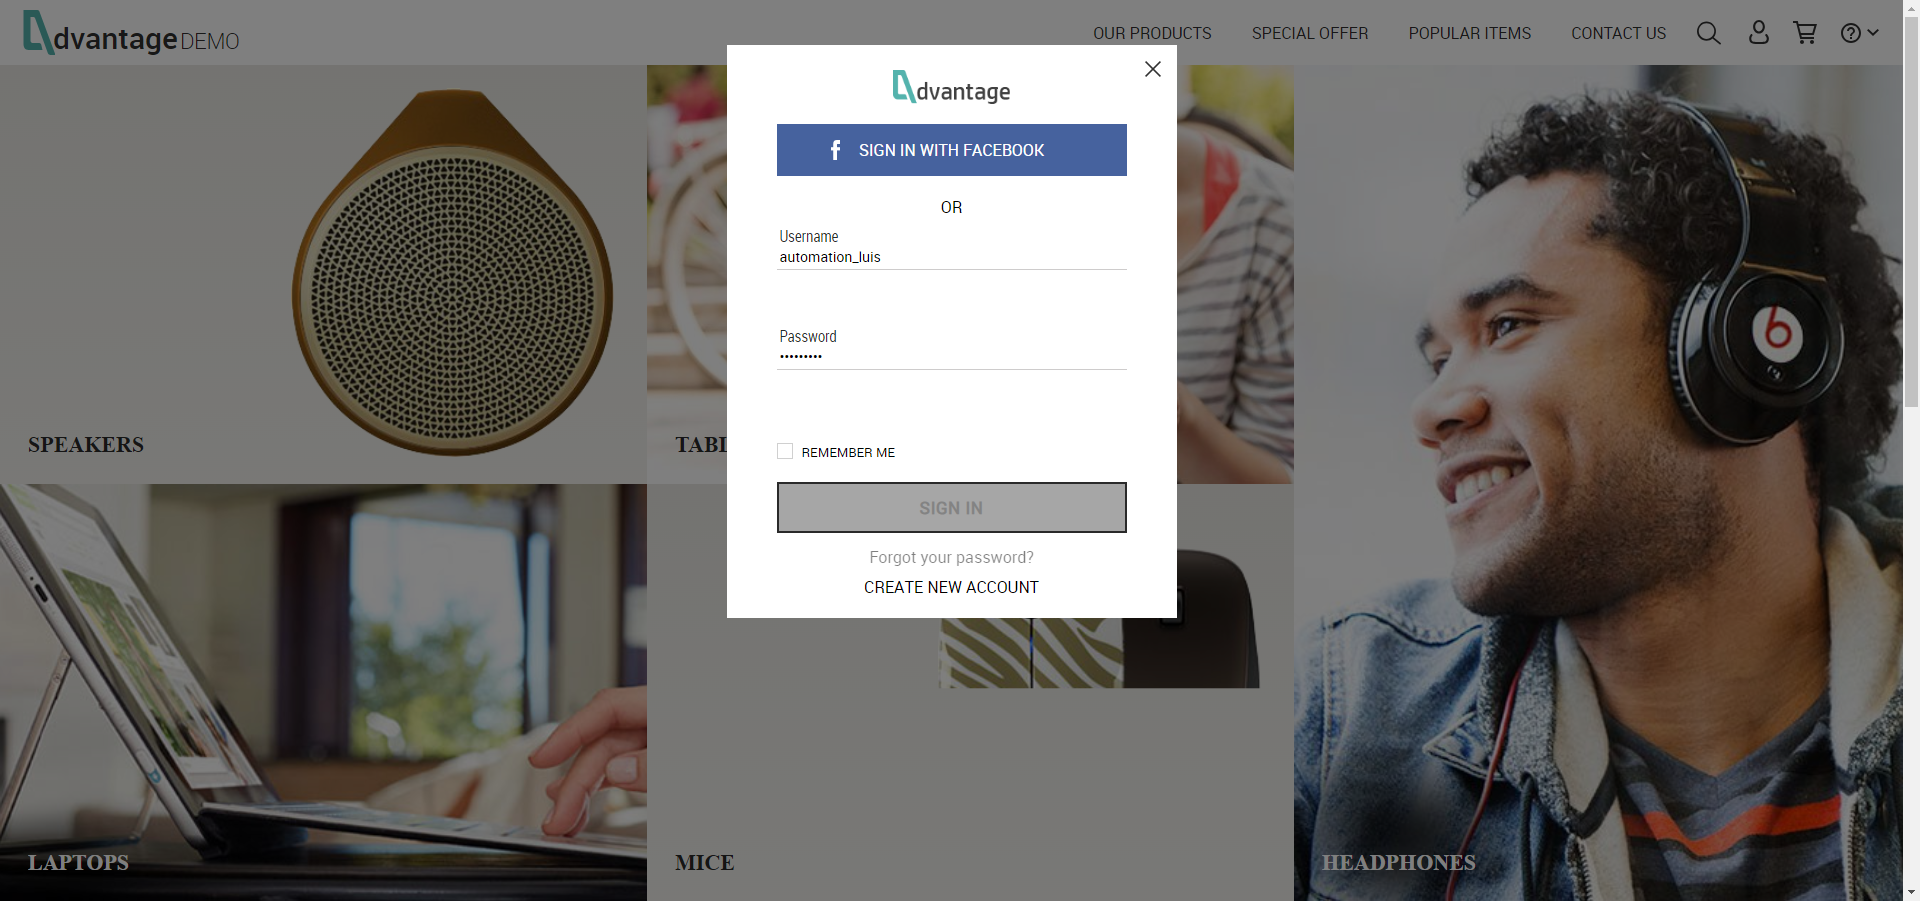 dvantage DEMO
OUR PRODUCTS
SPECIAL OFFER
POPULAR ITEMS
CONTACT US
dvantage
f SIGN IN WITH FACEBOOK
OR
Username
automation_luis
Password
•••••••••
REMEMBER ME
SIGN IN
Forgot your password?
CREATE NEW ACCOUNT
SPEAKERS
TABL
LAPTOPS
MICE
HEADPHONES